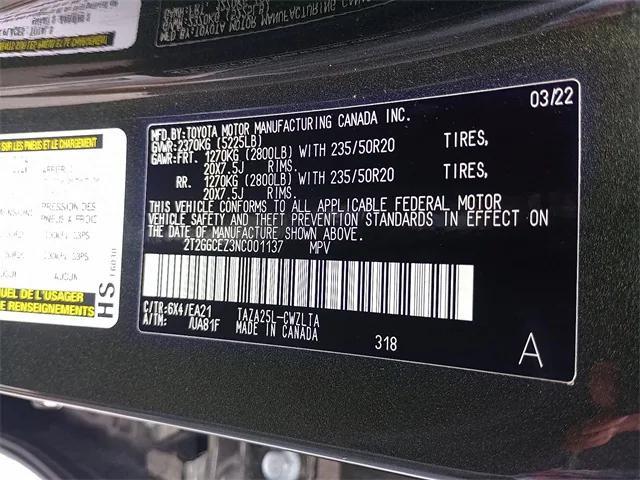 03/22
MFD.BY:TOYOTA MOTOR MANUFACTURING CANADA INC.
GVWR:2370KG (5225LB)
GAWR:FRT. 1270KG (2800LB) WITH 235/50R20 TIRES,
20X7.5J RIMS.
RR. 1270KG (2800LB) WITH 235/50R20 TIRES,
20X7.5J RIMS.
THIS VEHICLE CONFORMS TO ALL APPLICABLE FEDERAL MOTOR
VEHICLE SAFETY AND THEFT PREVENTION STANDARDS IN EFFECT ON
THE DATE OF MANUFACTURE SHOWN ABOVE.
2T2GGCEZ3NC001137 MPV
C/TR:6X4/EA21 TAZA25L-CWZLTA
A/TM: /UA81F MADE IN CANADA
318
A
SUR LES PNEUS ET LE CHARGEMENT
PRESSION DES
PNEUS À FROID
AUCUN
UEL DE L'USAGER
E RENSEIGNEMENTS
HS 16030